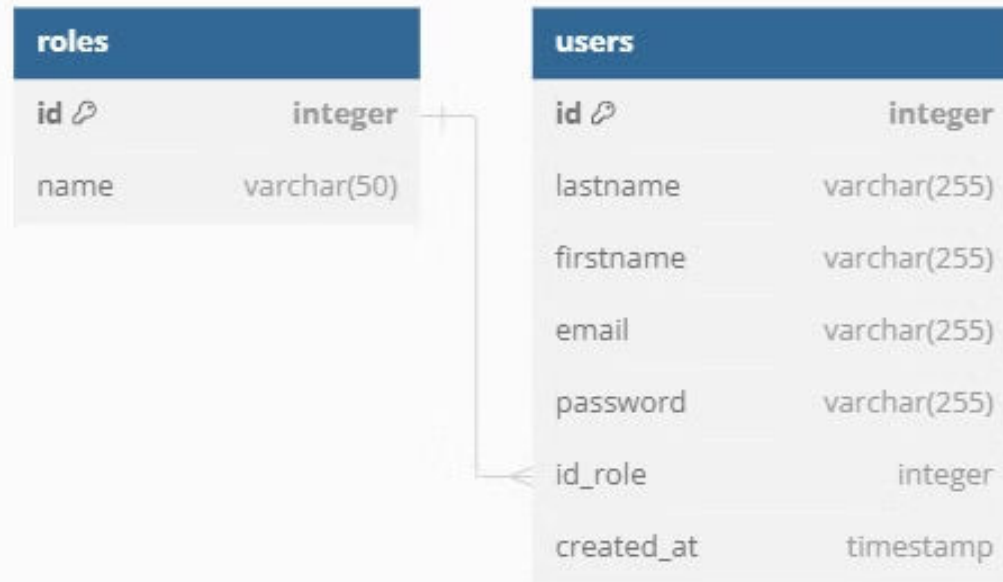 roles
id integer
name varchar(50)
users
id integer
lastname varchar(255)
firstname varchar(255)
email varchar(255)
password varchar(255)
id_role integer
created_at timestamp